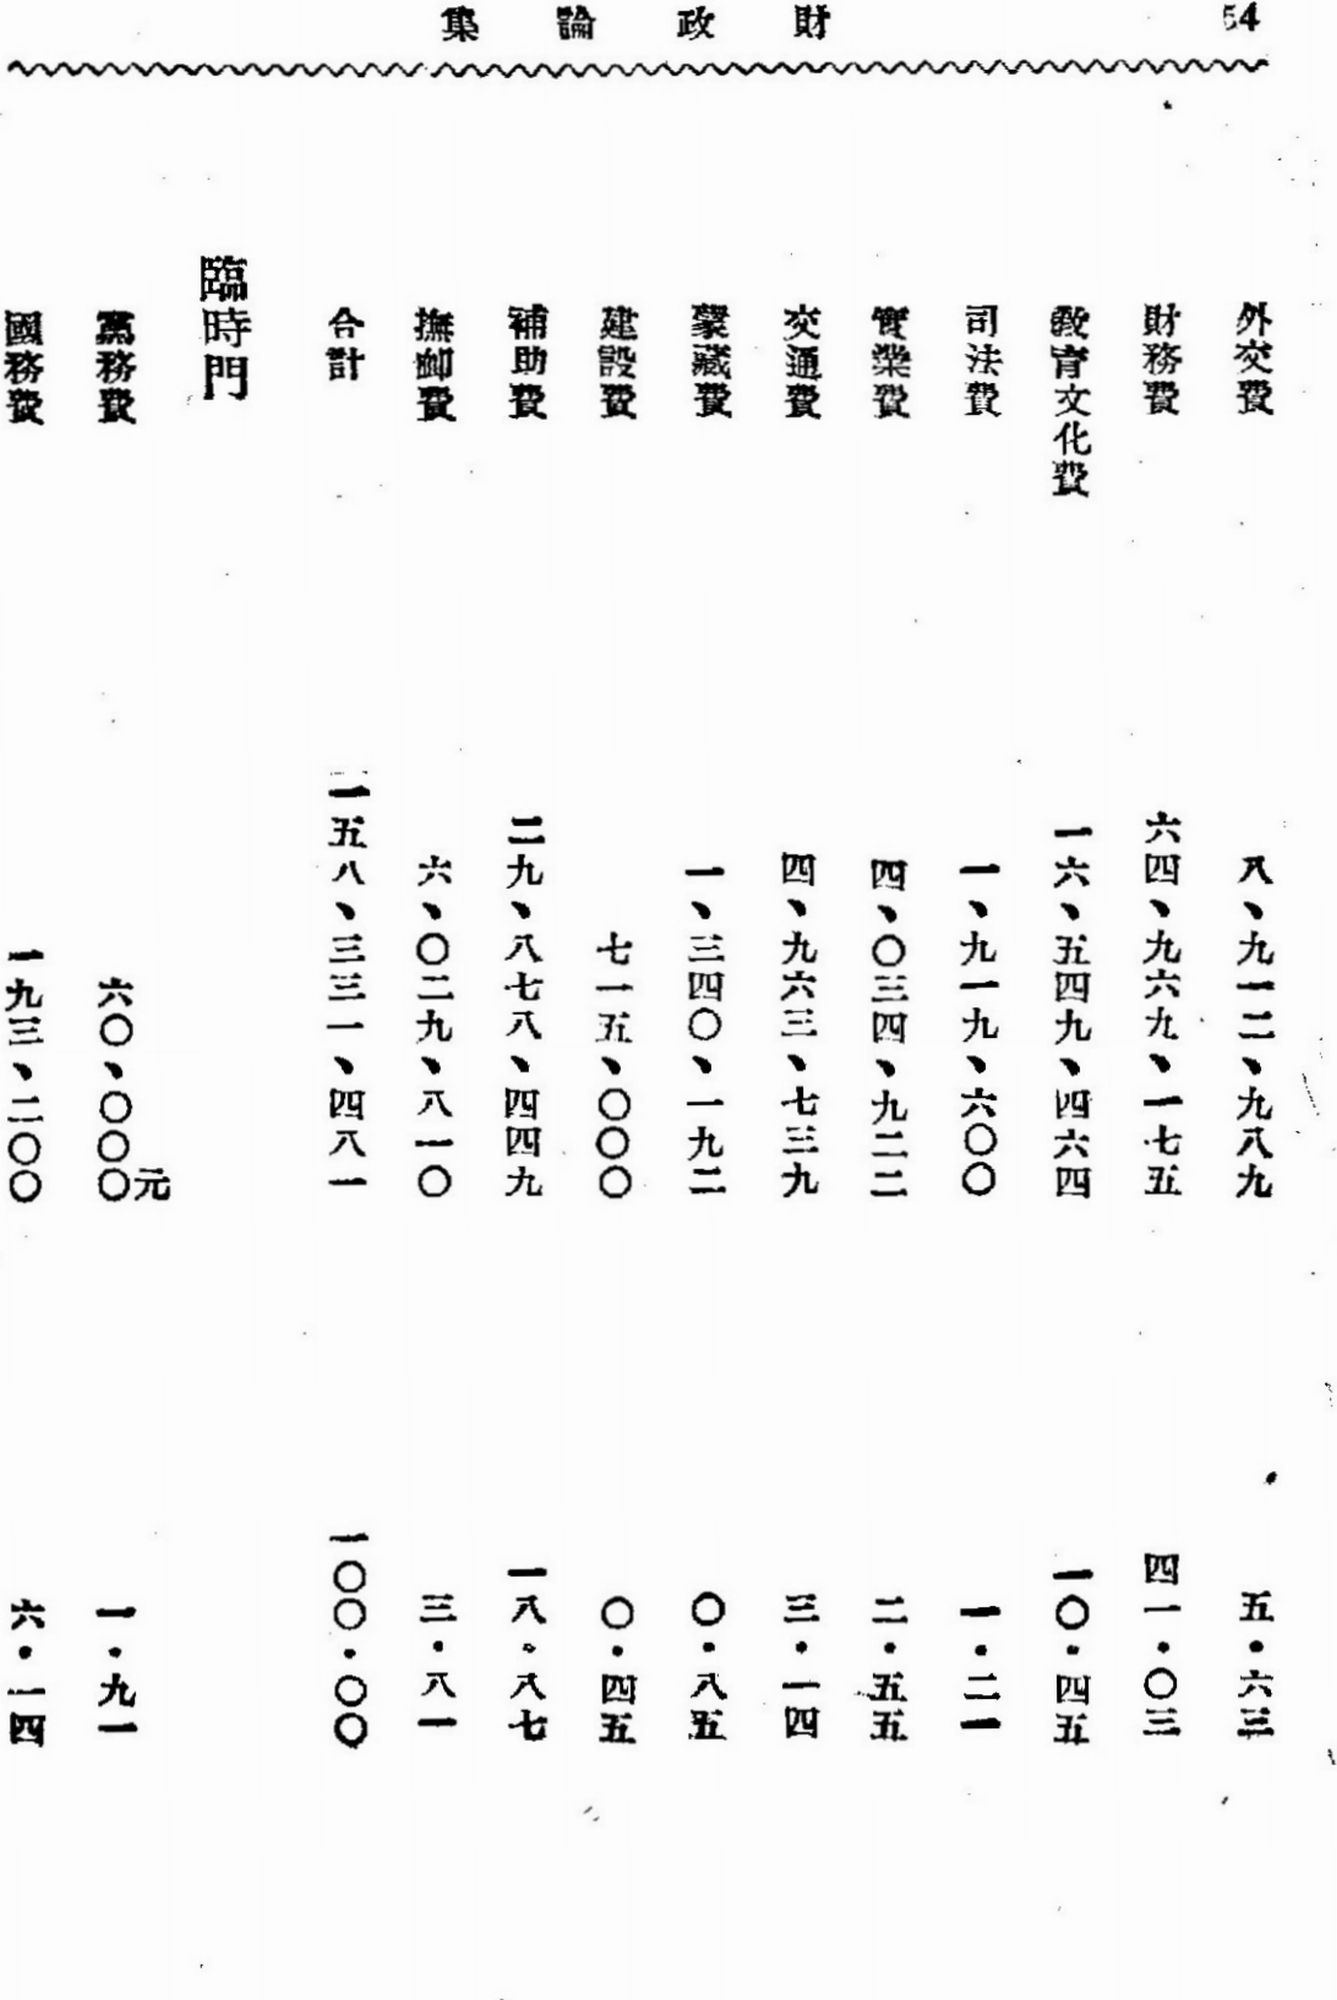 54 財政論集
外交費 八、九一二、九八九 五・六三
財務費 六四、九六九、一七五 四一・〇三
教育文化費 一六、五四九、四六四 一〇・四五
司法費 一、九一九、六〇〇 一・二一
實業費 四、〇三四、九二二 二・五五
交通費 四、九六三、七三九 三・一四
蒙藏費 一、三四〇、一九二 〇・八五
建設費 七一五、〇〇〇 〇・四五
補助費 二九、八七八、四四九 一八・八七
撫卹費 六、〇二九、八一〇 三・八一
合計 一五八、三三一、四八一 一〇〇・〇〇
臨時門
黨務費 六〇、〇〇〇元 一・九一
國務費 一九三、二〇〇 六・一四